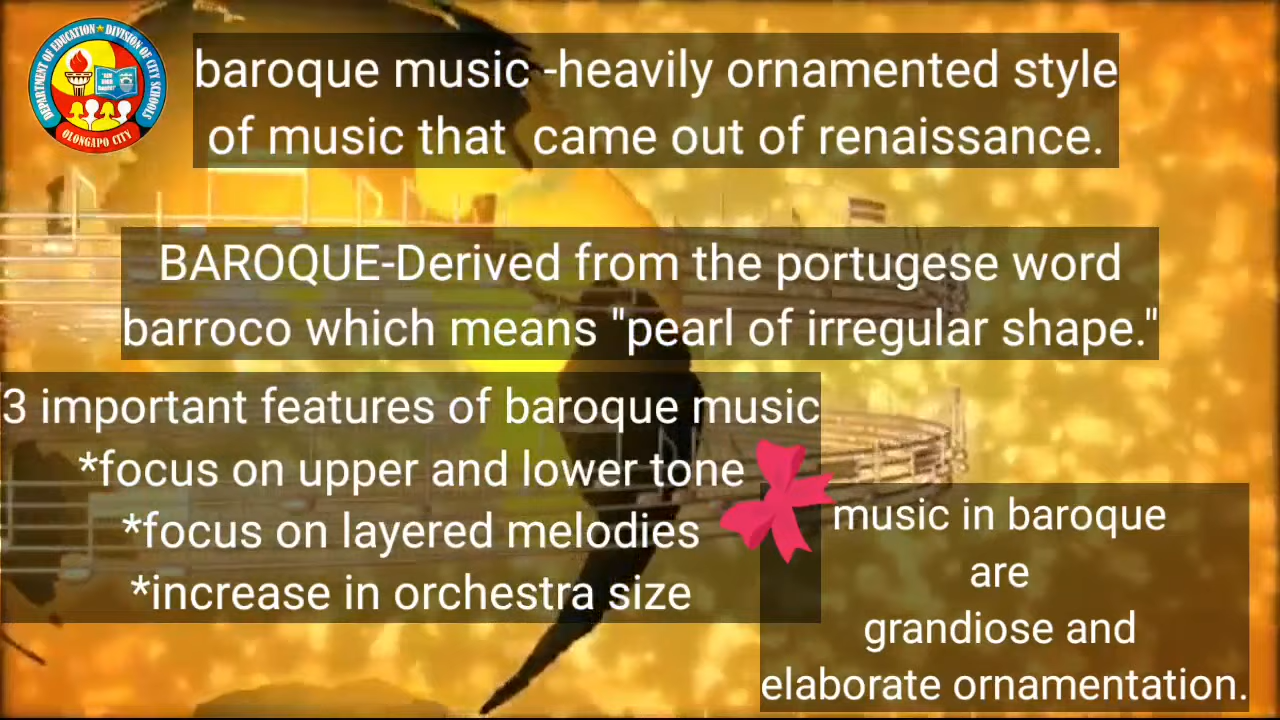 DEPARTMENT OF EDUCATION ★ DIVISION OF CITY SCHOOLS
OLONGAPO CITY
baroque music -heavily ornamented style
of music that  came out of renaissance.
BAROQUE-Derived from the portugese word
barroco which means "pearl of irregular shape."
3 important features of baroque music
*focus on upper and lower tone
*focus on layered melodies
*increase in orchestra size
music in baroque
are
grandiose and
elaborate ornamentation.